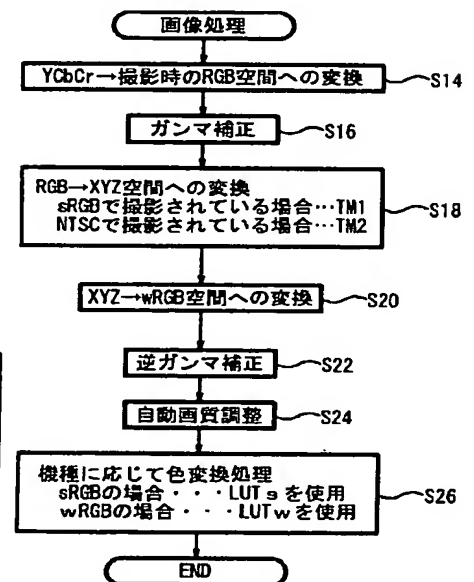 画像処理
YCbCr→撮影時のRGB空間への変換
S14
ガンマ補正
S16
RGB→XYZ空間への変換
sRGBで撮影されている場合…TM1
NTSCで撮影されている場合…TM2
S18
XYZ→wRGB空間への変換
S20
逆ガンマ補正
S22
自動画質調整
S24
機種に応じて色変換処理
sRGBの場合・・・LUTsを使用
wRGBの場合・・・LUTwを使用
S26
END